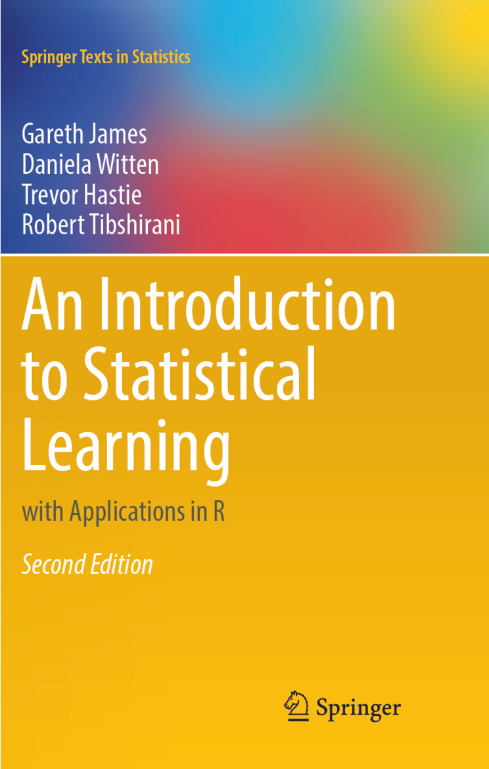 Springer Texts in Statistics
Gareth James
Daniela Witten
Trevor Hastie
Robert Tibshirani
An Introduction
to Statistical
Learning
with Applications in R
Second Edition
Springer